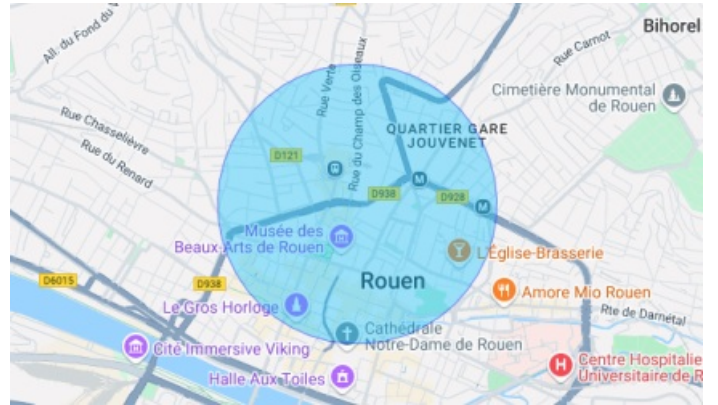 Bihorel
All. du Fond du
Rue Verte
Rue du Champ des Oiseaux
Rue Carnot
Cimetière Monumental
de Rouen
Rue Chasselièvre
Rue du Renard
QUARTIER GARE
JOUVENET
D121
D938
D928
M
M
Musée des
Beaux-Arts de Rouen
L'Église-Brasserie
D6015
D938
Rouen
Amore Mio Rouen
Le Gros Horloge
Rte de Darnétal
Cathédrale
Notre-Dame de Rouen
Cité Immersive Viking
Halle Aux Toiles
H
Centre Hospitalie
Universitaire de R